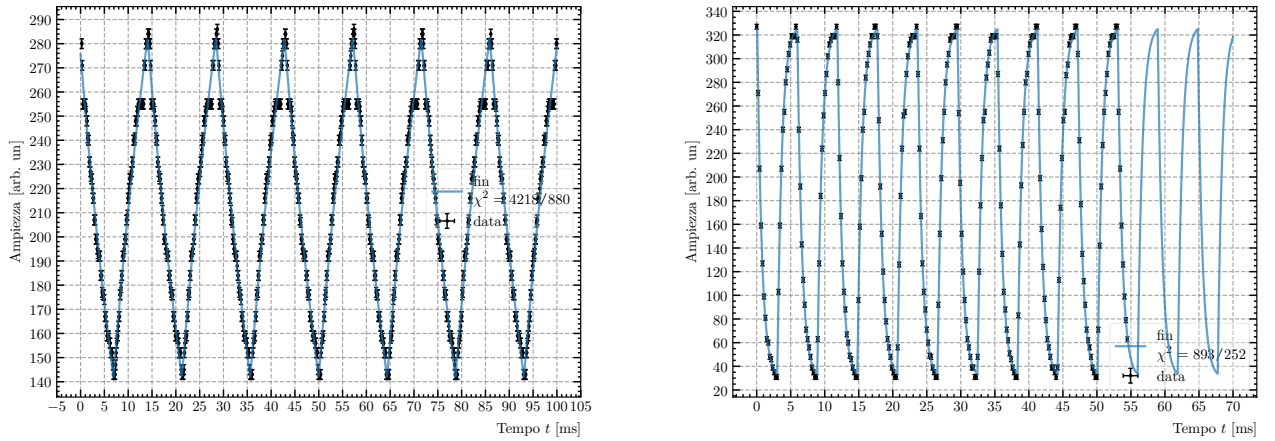 290
280
270
260
250
240
230
220
210
200
190
180
170
160
150
140
Ampiezza [arb. un]
fin
χ² = 4218/880
data
−5 0 5 10 15 20 25 30 35 40 45 50 55 60 65 70 75 80 85 90 95 100 105
Tempo t [ms]
340
320
300
280
260
240
220
200
180
160
140
120
100
80
60
40
20
Ampiezza [arb. un]
fin
χ² = 893/252
data
0 5 10 15 20 25 30 35 40 45 50 55 60 65 70
Tempo t [ms]